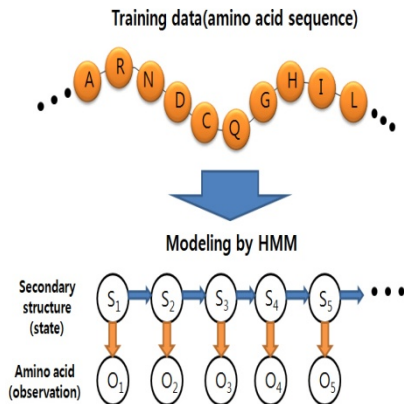 Training data(amino acid sequence)
A R N D C Q G H I L
Modeling by HMM
Secondary
structure
(state)
S1 S2 S3 S4 S5
Amino acid
(observation)
O1 O2 O3 O4 O5